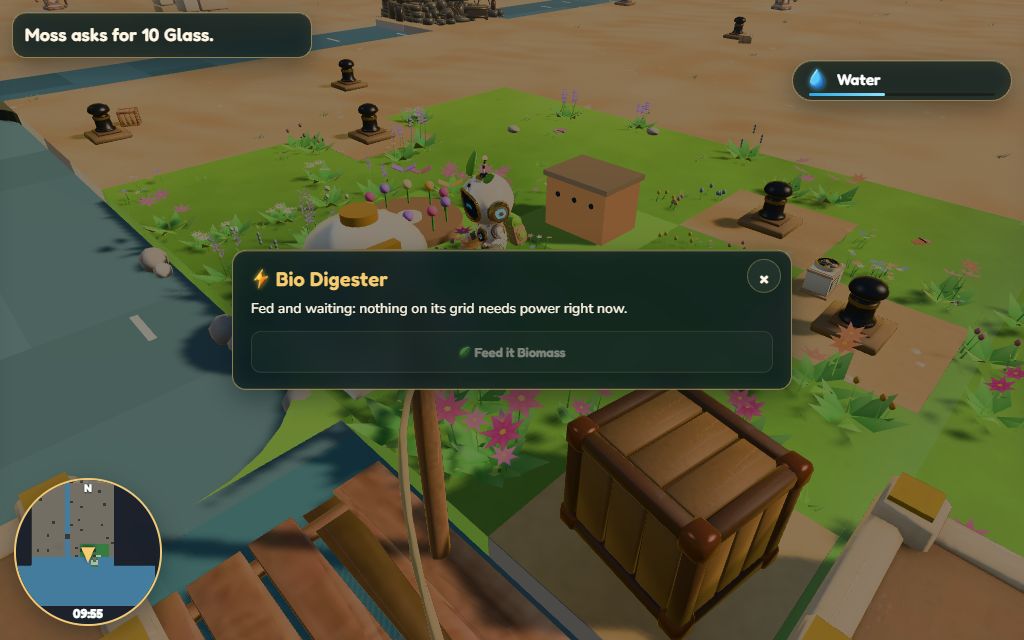 Moss asks for 10 Glass.
Water
Bio Digester
Fed and waiting: nothing on its grid needs power right now.
Feed it Biomass
N
09:55